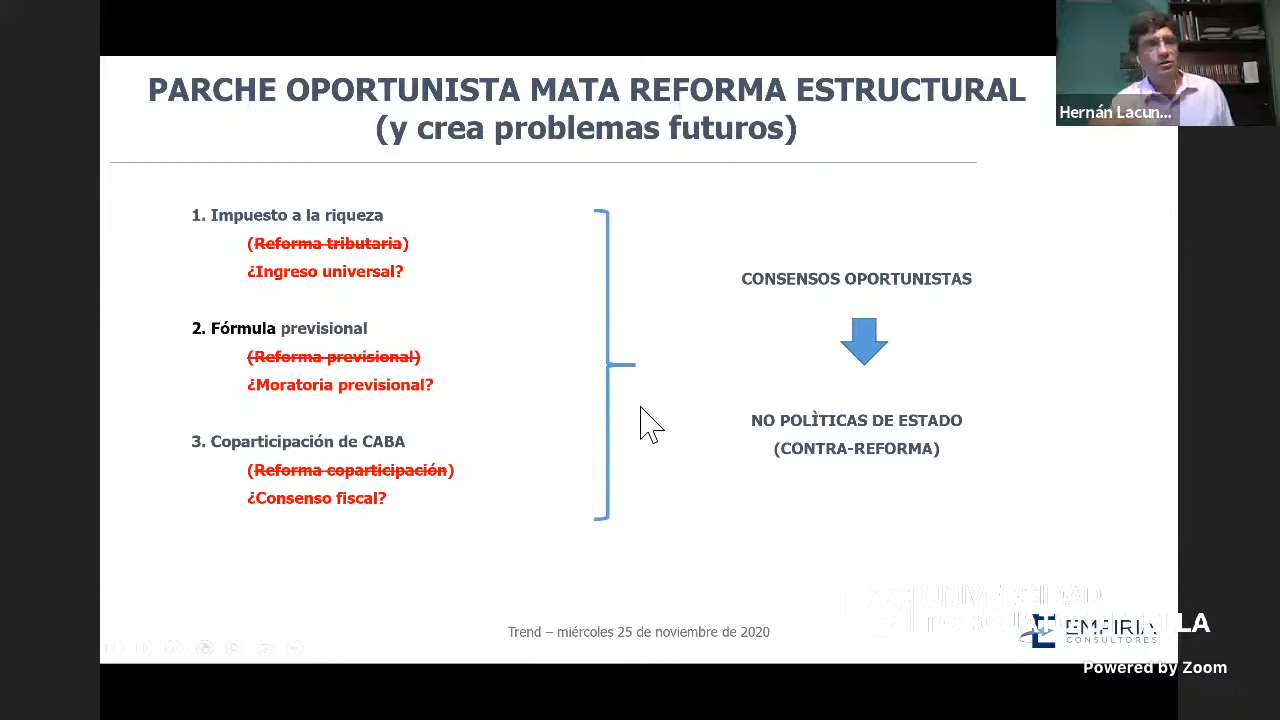 PARCHE OPORTUNISTA MATA REFORMA ESTRUCTURAL
(y crea problemas futuros)
Hernán Lacun...
1. Impuesto a la riqueza
(Reforma tributaria)
¿Ingreso universal?
2. Fórmula previsional
(Reforma previsional)
¿Moratoria previsional?
3. Coparticipación de CABA
(Reforma coparticipación)
¿Consenso fiscal?
CONSENSOS OPORTUNISTAS
NO POLÌTICAS DE ESTADO
(CONTRA-REFORMA)
Trend – miércoles 25 de noviembre de 2020
UNIVERSIDAD
EMPIRIA
CONSULTORES
Powered by Zoom